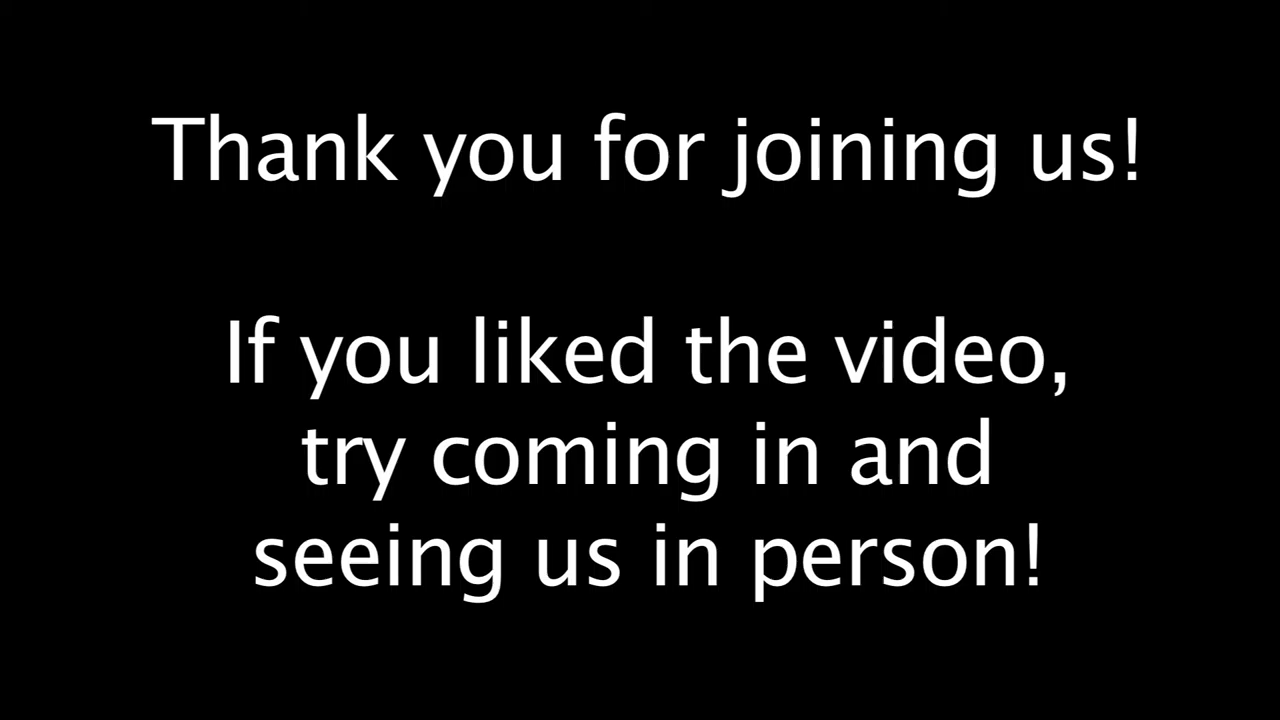 Thank you for joining us!
If you liked the video,
try coming in and
seeing us in person!